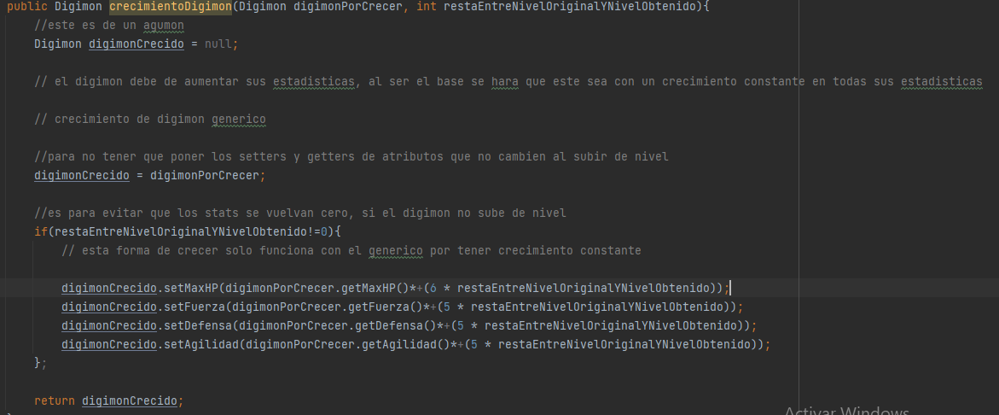 public Digimon crecimientoDigimon(Digimon digimonPorCrecer, int restaEntreNivelOriginalYNivelObtenido){
//este es de un agumon
Digimon digimonCrecido = null;
// el digimon debe de aumentar sus estadisticas, al ser el base se hara que este sea con un crecimiento constante en todas sus estadisticas
// crecimiento de digimon generico
//para no tener que poner los setters y getters de atributos que no cambien al subir de nivel
digimonCrecido = digimonPorCrecer;
//es para evitar que los stats se vuelvan cero, si el digimon no sube de nivel
if(restaEntreNivelOriginalYNivelObtenido!=0){
// esta forma de crecer solo funciona con el generico por tener crecimiento constante
digimonCrecido.setMaxHP(digimonPorCrecer.getMaxHP()*+(6 * restaEntreNivelOriginalYNivelObtenido));
digimonCrecido.setFuerza(digimonPorCrecer.getFuerza()*+(5 * restaEntreNivelOriginalYNivelObtenido));
digimonCrecido.setDefensa(digimonPorCrecer.getDefensa()*+(5 * restaEntreNivelOriginalYNivelObtenido));
digimonCrecido.setAgilidad(digimonPorCrecer.getAgilidad()*+(5 * restaEntreNivelOriginalYNivelObtenido));
};
return digimonCrecido;
Activar Windows